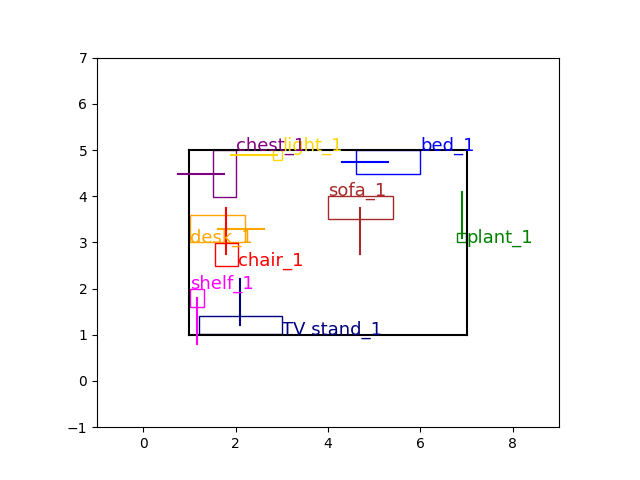 7
6
5
4
3
2
1
0
−1
chest_1
light_1
bed_1
sofa_1
desk_1
plant_1
chair_1
shelf_1
TV stand_1
0 2 4 6 8